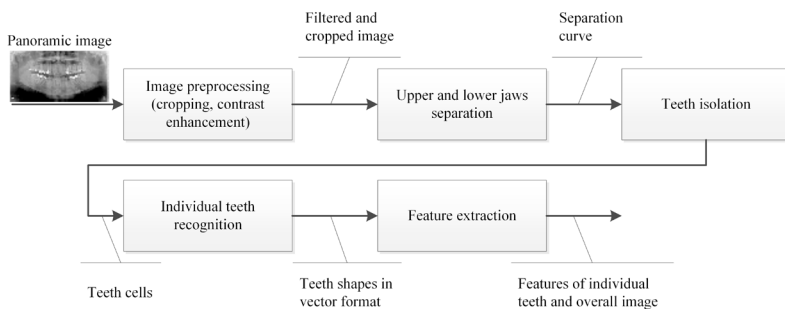 Panoramic image
Image preprocessing
(cropping, contrast
enhancement)
Filtered and
cropped image
Upper and lower jaws
separation
Separation
curve
Teeth isolation
Teeth cells
Individual teeth
recognition
Teeth shapes in
vector format
Feature extraction
Features of individual
teeth and overall image